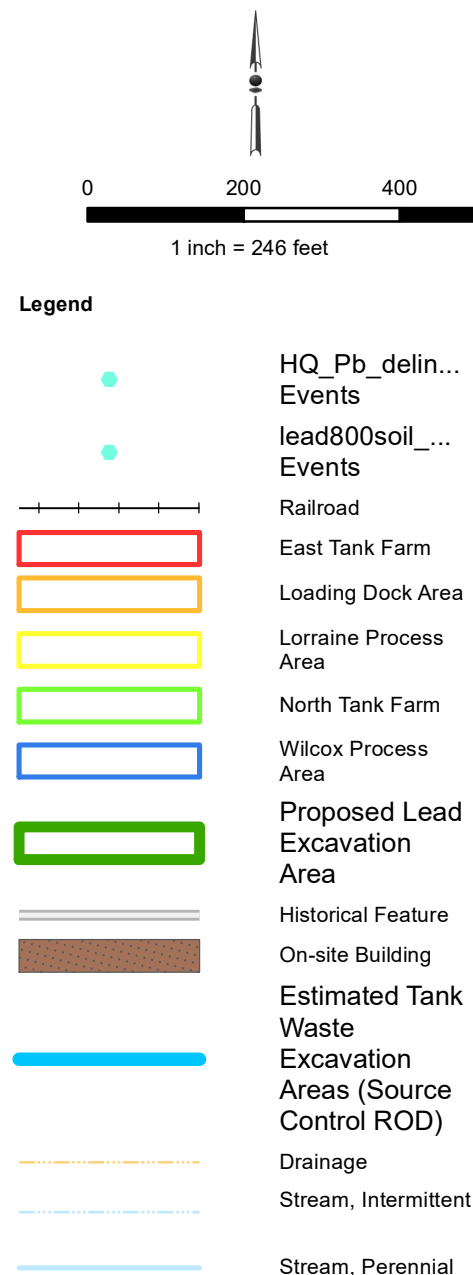 0 200 400
1 inch = 246 feet
Legend
HQ_Pb_delin...
Events
lead800soil_...
Events
Railroad
East Tank Farm
Loading Dock Area
Lorraine Process
Area
North Tank Farm
Wilcox Process
Area
Proposed Lead
Excavation
Area
Historical Feature
On-site Building
Estimated Tank
Waste
Excavation
Areas (Source
Control ROD)
Drainage
Stream, Intermittent
Stream, Perennial